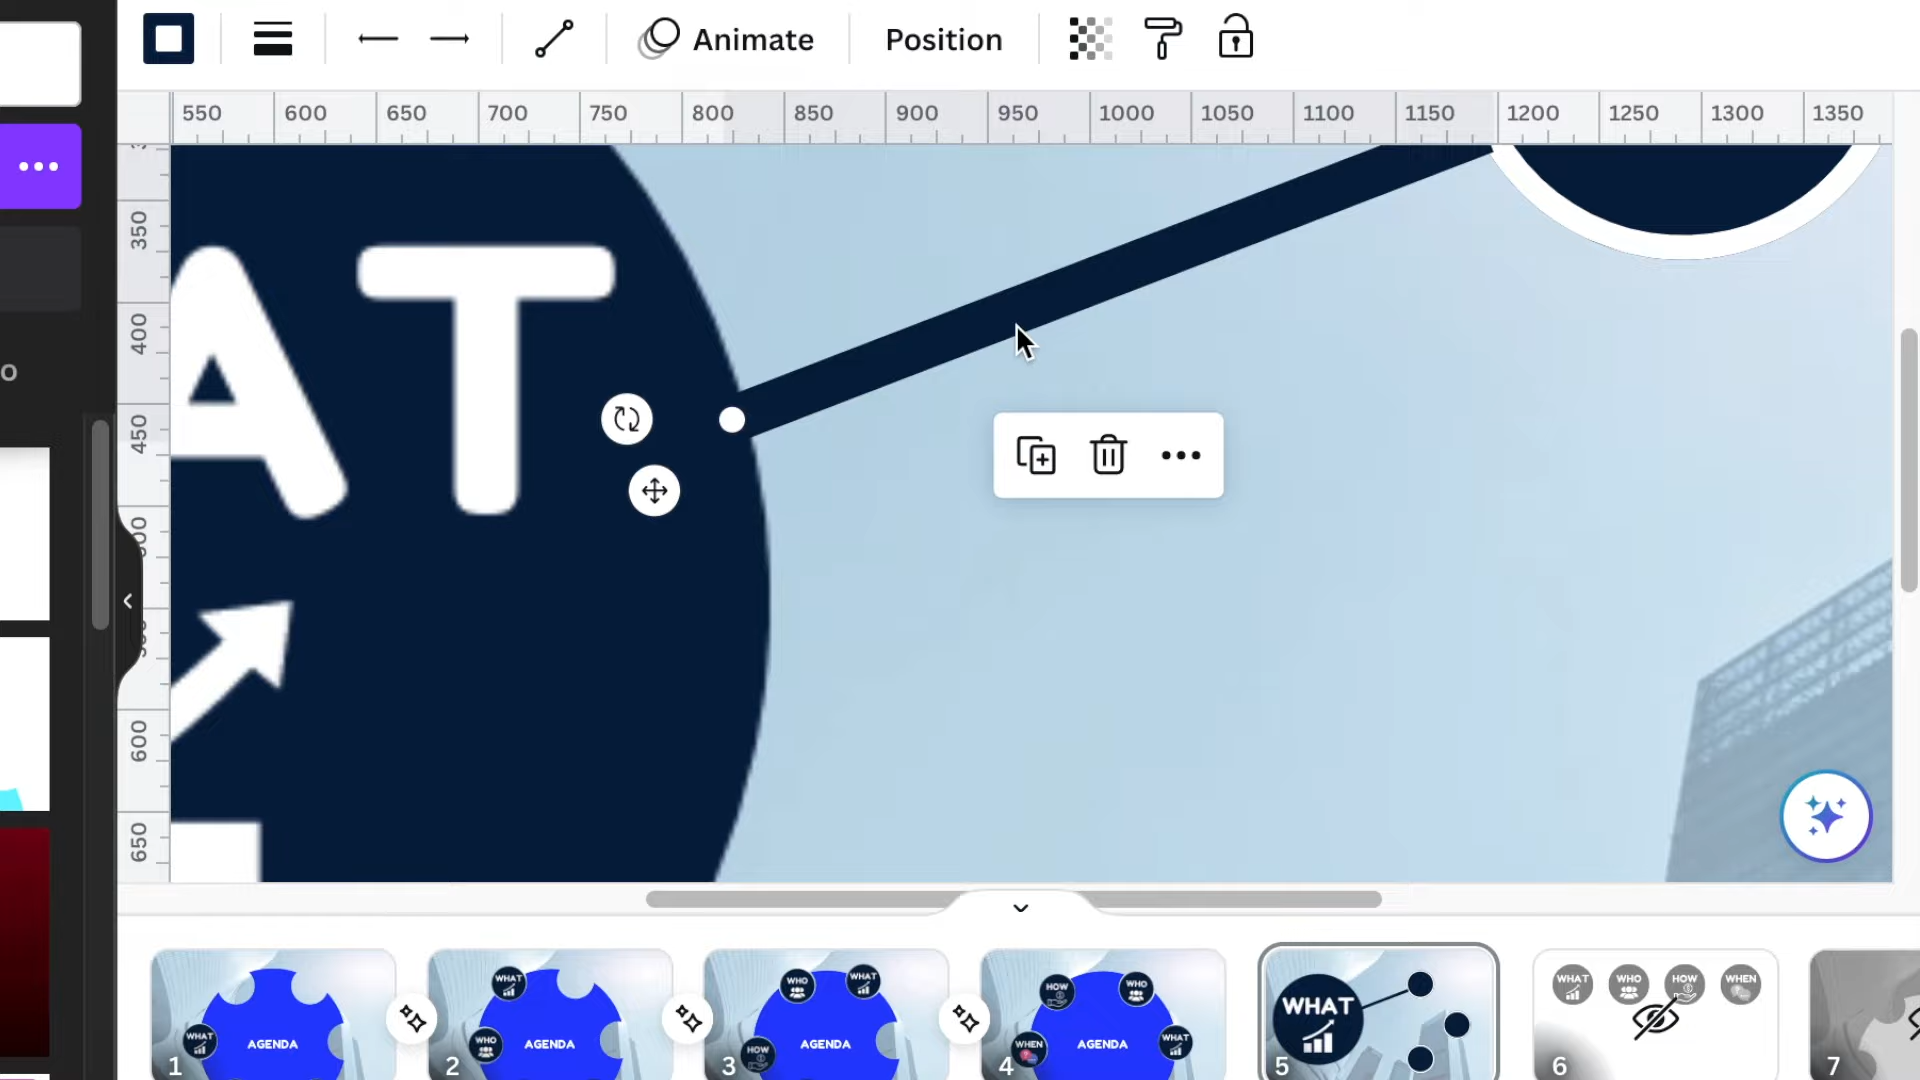 Animate
Position
550 600 650 700 750 800 850 900 950 1000 1050 1100 1150 1200 1250 1300 1350
350
400
450
600
650
AT
o
WHAT
AGENDA
1
WHAT
WHO
AGENDA
2
WHO
WHAT
HOW
AGENDA
3
HOW
WHO
WHEN
WHAT
AGENDA
4
WHAT
5
WHAT WHO HOW WHEN
6
7